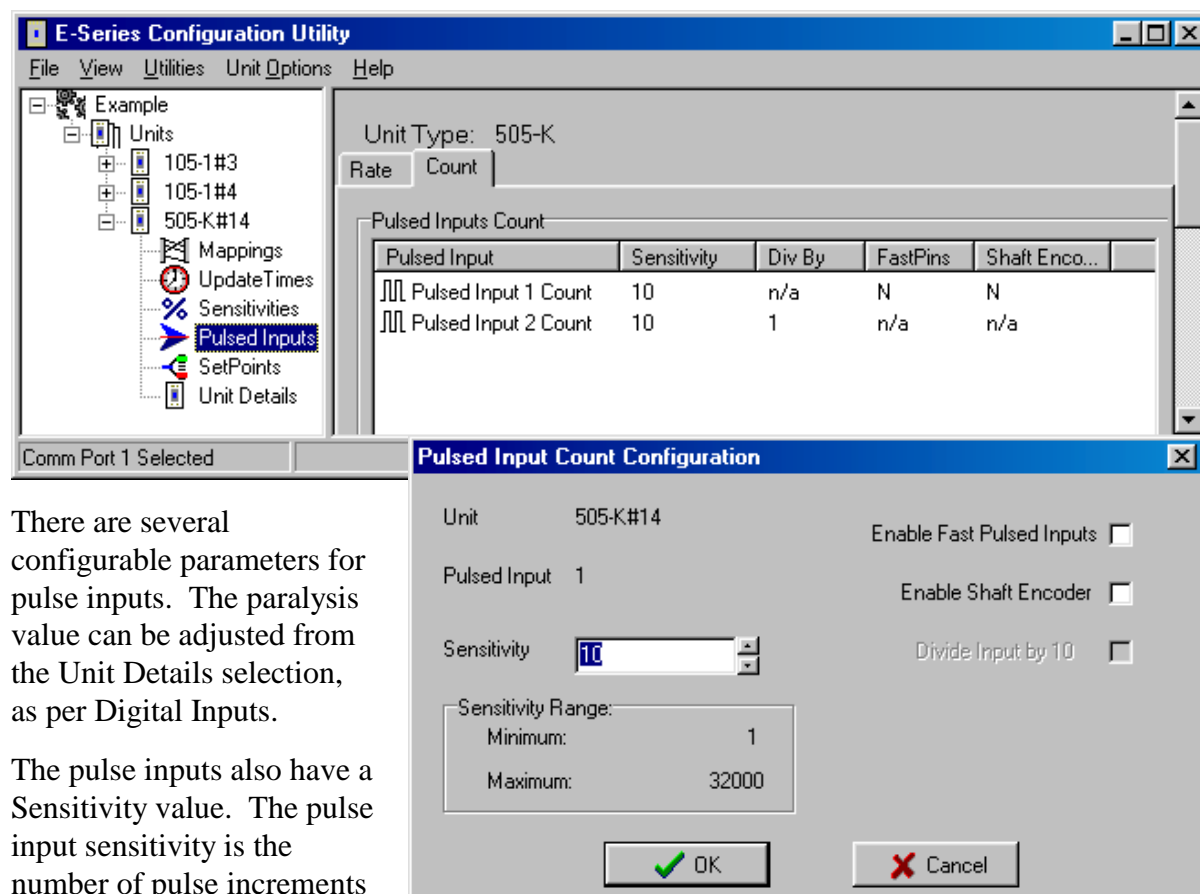 E-Series Configuration Utility
File View Utilities Unit Options Help
Example
Units
105-1#3
105-1#4
505-K#14
Mappings
UpdateTimes
Sensitivities
Pulsed Inputs
SetPoints
Unit Details
Unit Type: 505-K
Rate Count
Pulsed Inputs Count
Pulsed Input Sensitivity Div By FastPins Shaft Enco...
Pulsed Input 1 Count 10 n/a N N
Pulsed Input 2 Count 10 1 n/a n/a
Comm Port 1 Selected
Pulsed Input Count Configuration
Unit 505-K#14
Enable Fast Pulsed Inputs
Pulsed Input 1
Enable Shaft Encoder
Sensitivity 10
Divide Input by 10
Sensitivity Range:
Minimum: 1
Maximum: 32000
OK Cancel
There are several
configurable parameters for
pulse inputs. The paralysis
value can be adjusted from
the Unit Details selection,
as per Digital Inputs.
The pulse inputs also have a
Sensitivity value. The pulse
input sensitivity is the
number of pulse increments